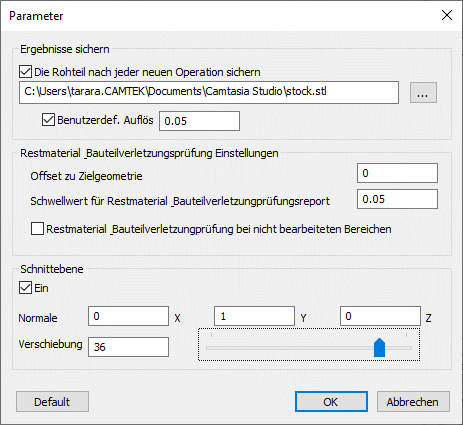 Parameter
Ergebnisse sichern
Die Rohteil nach jeder neuen Operation sichern
C:\Users\tarara.CAMTEK\Documents\Camtasia Studio\stock.stl
...
Benutzerdef. Auflös 0.05
Restmaterial_Bauteilverletzungsprüfung Einstellungen
Offset zu Zielgeometrie 0
Schwellwert für Restmaterial_Bauteilverletzungprüfungsreport 0.05
Restmaterial_Bauteilverletzungprüfung bei nicht bearbeiteten Bereichen
Schnittebene
Ein
Normale 0 X 1 Y 0 Z
Verschiebung 36
Default OK Abbrechen